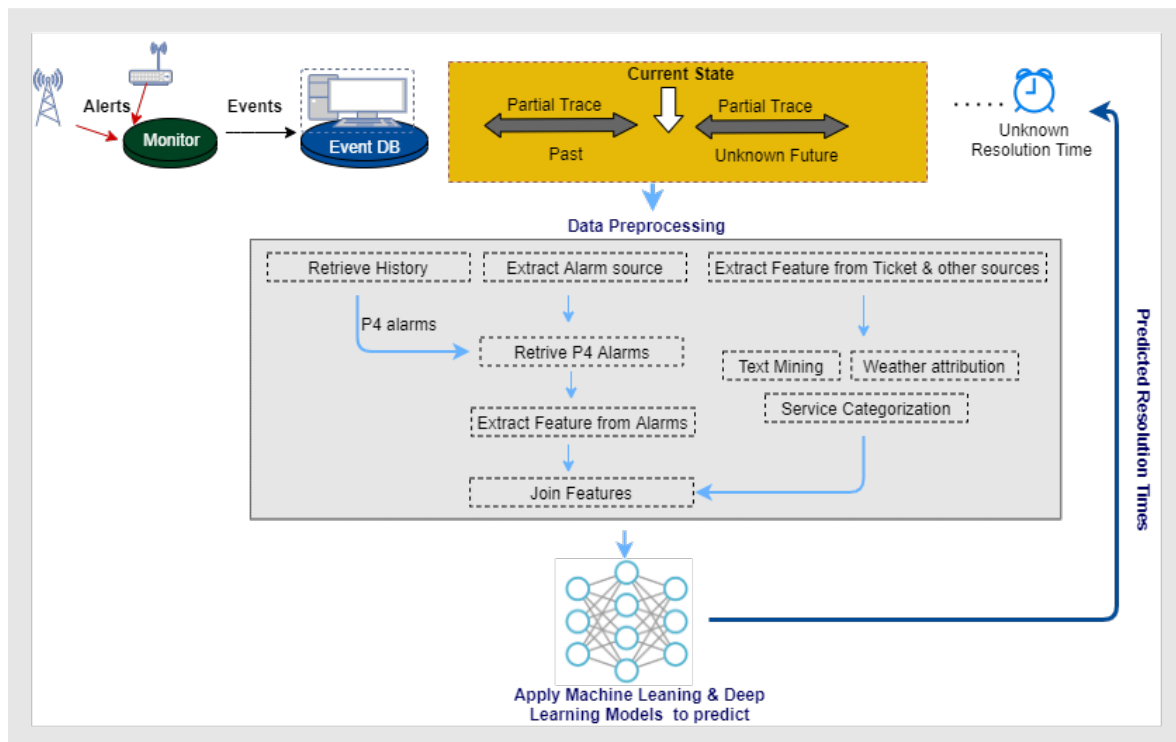 Alerts
Events
Monitor
Event DB
Current State
Partial Trace
Partial Trace
Past
Unknown Future
Unknown
Resolution Time
Data Preprocessing
Retrieve History
Extract Alarm source
Extract Feature from Ticket & other sources
P4 alarms
Retrive P4 Alarms
Text Mining
Weather attribution
Service Categorization
Extract Feature from Alarms
Join Features
Predicted Resolution Times
Apply Machine Leaning & Deep
Learning Models to predict